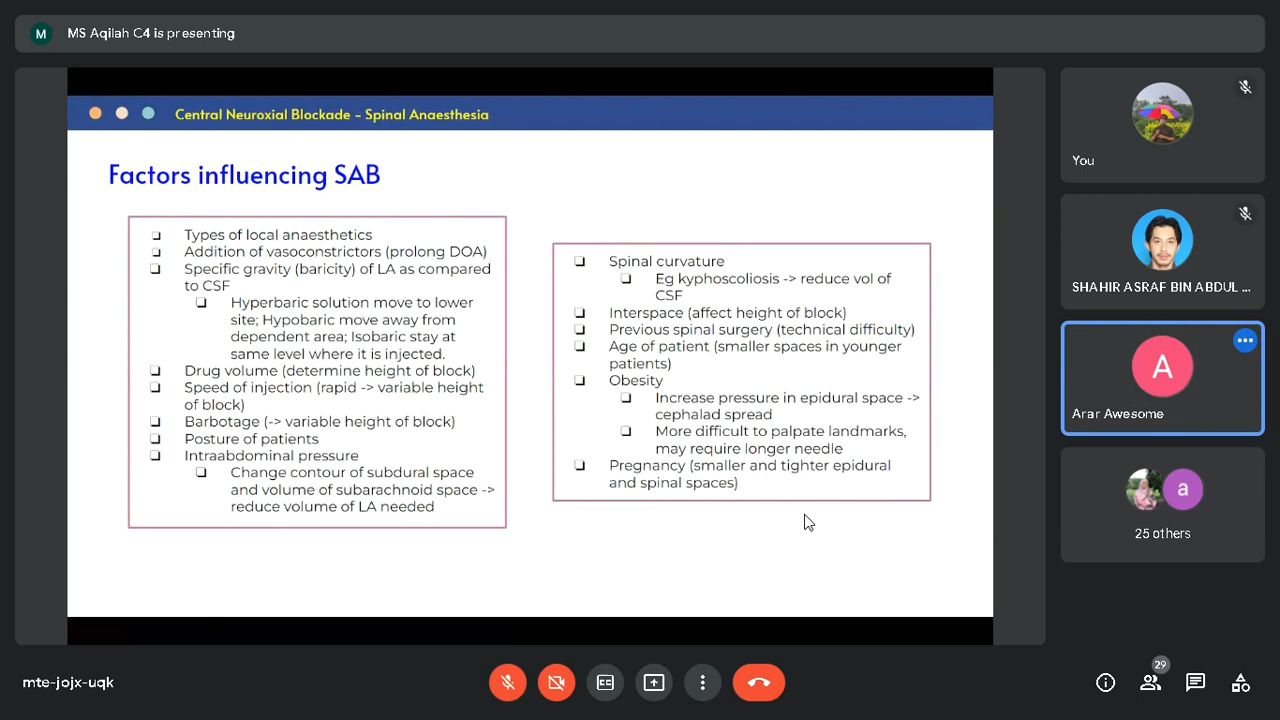 MS Aqilah C4 is presenting
Central Neuroxial Blockade - Spinal Anaesthesia
Factors influencing SAB
Types of local anaesthetics
Addition of vasoconstrictors (prolong DOA)
Specific gravity (baricity) of LA as compared
to CSF
Hyperbaric solution move to lower
site; Hypobaric move away from
dependent area; Isobaric stay at
same level where it is injected.
Drug volume (determine height of block)
Speed of injection (rapid -> variable height
of block)
Barbotage (-> variable height of block)
Posture of patients
Intraabdominal pressure
Change contour of subdural space
and volume of subarachnoid space ->
reduce volume of LA needed
Spinal curvature
Eg kyphoscoliosis -> reduce vol of
CSF
Interspace (affect height of block)
Previous spinal surgery (technical difficulty)
Age of patient (smaller spaces in younger
patients)
Obesity
Increase pressure in epidural space ->
cephalad spread
More difficult to palpate landmarks,
may require longer needle
Pregnancy (smaller and tighter epidural
and spinal spaces)
You
SHAHIR ASRAF BIN ABDUL ...
A
Arar Awesome
a
25 others
mte-jojx-uqk
29
M